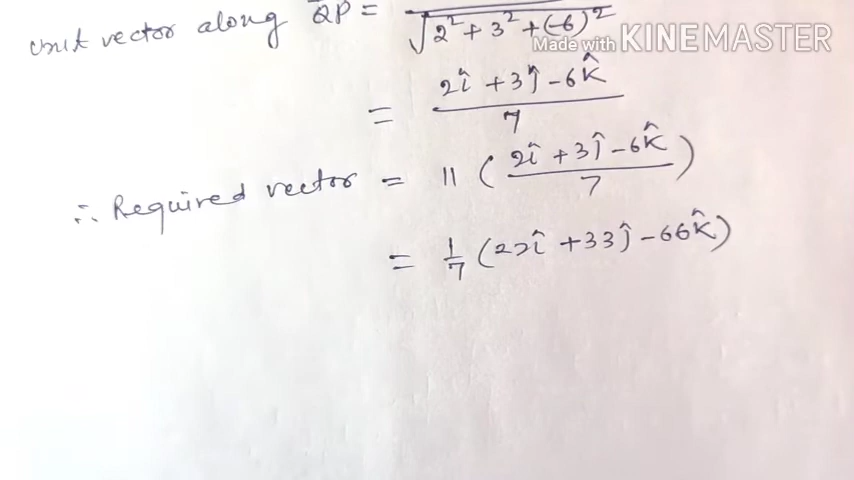 unit vector along QP = ―――
√2² + 3² + (-6)²
Made with KINEMASTER
= (2î + 3ĵ - 6k̂)/7
∴ Required vector = 11 ( (2î + 3ĵ - 6k̂)/7 )
= 1/7 (22î + 33ĵ - 66k̂)